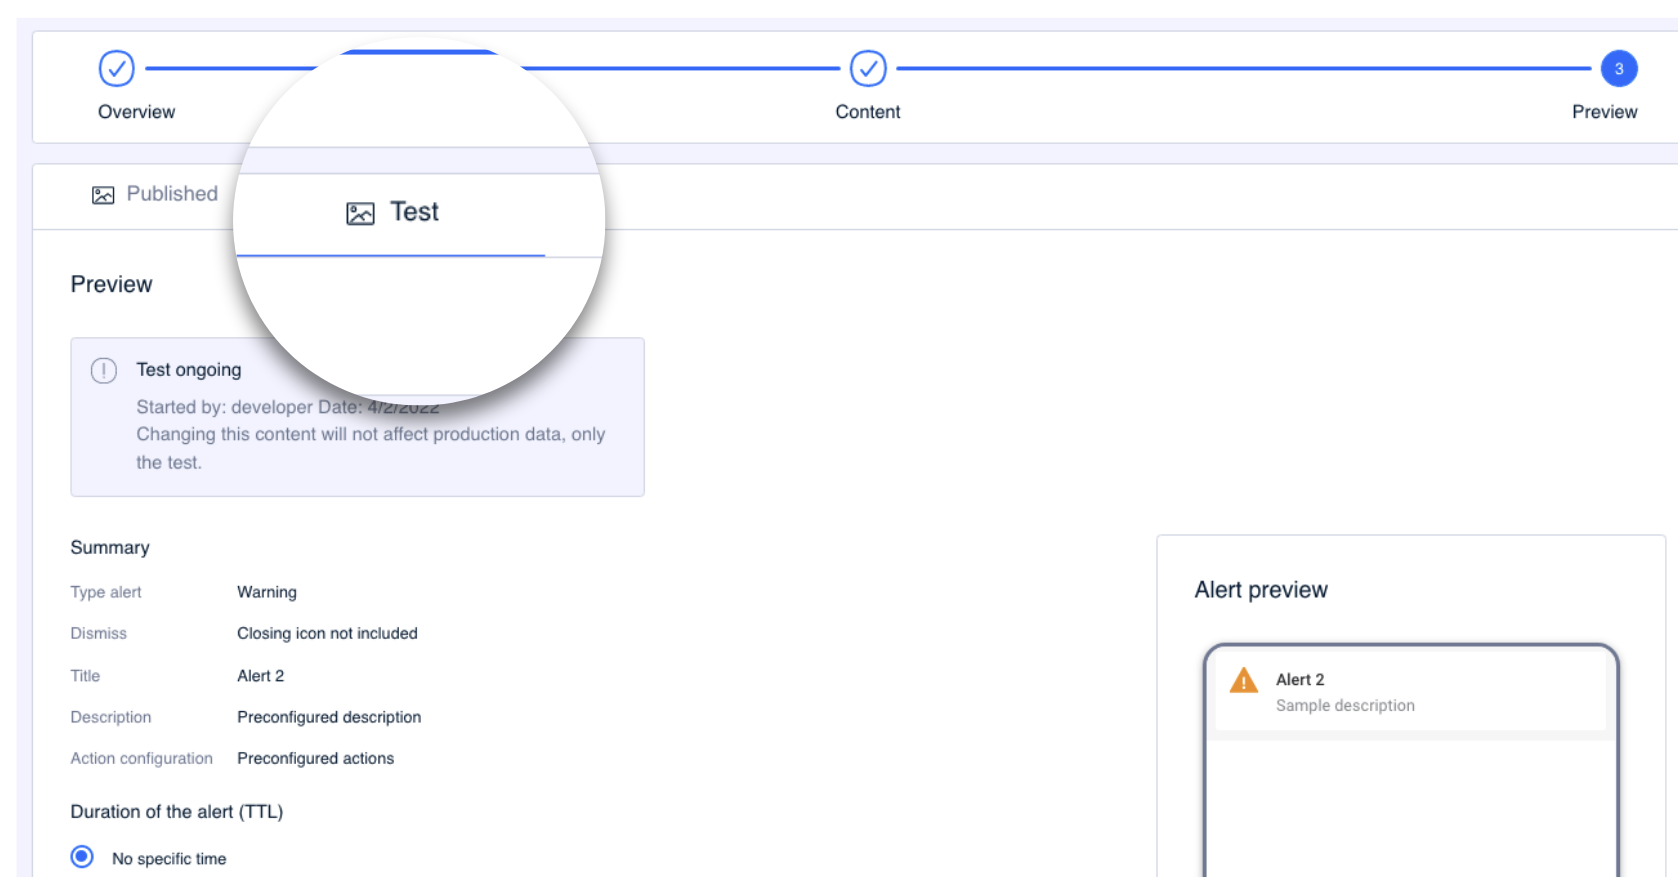 Overview
Content
3
Preview
Published
Test
Preview
Test ongoing
Started by: developer Date: 4/2/2022
Changing this content will not affect production data, only
the test.
Summary
Type alert Warning
Dismiss Closing icon not included
Title Alert 2
Description Preconfigured description
Action configuration Preconfigured actions
Duration of the alert (TTL)
No specific time
Alert preview
Alert 2
Sample description